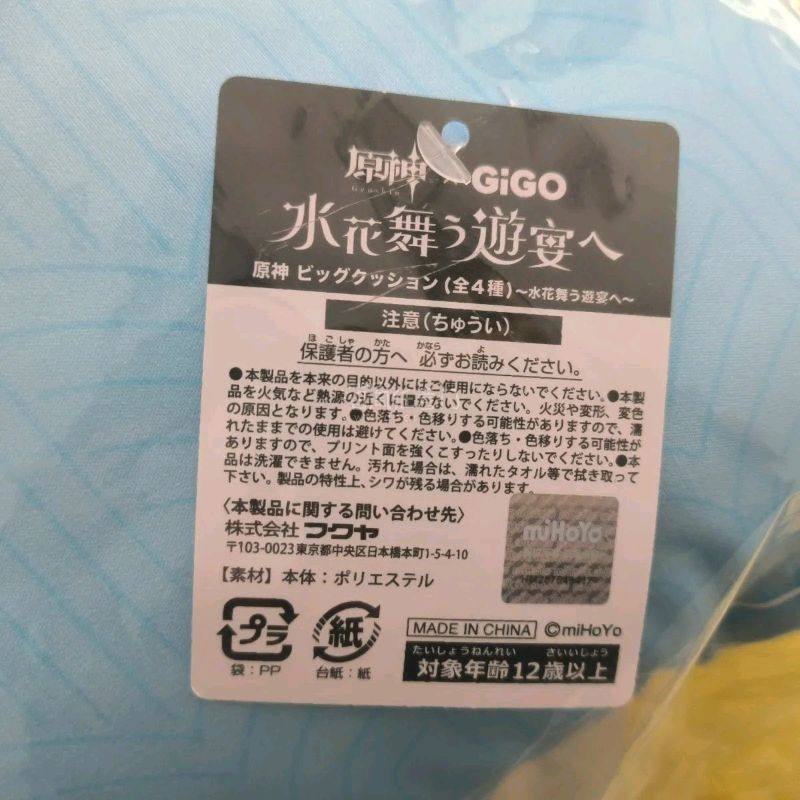 原神 GiGO
Genshin
水花舞う遊宴へ
原神 ビッグクッション(全4種)~水花舞う遊宴へ~
注意(ちゅうい)
ほごしゃ かた かなら よ
保護者の方へ 必ずお読みください。
●本製品を本来の目的以外にはご使用にならないでください。●本製
品を火気など熱源の近くに置かないでください。火災や変形、変色
の原因となります。●色落ち・色移りする可能性がありますので、濡
れたままでの使用は避けてください。●色落ち・色移りする可能性が
ありますので、プリント面を強くこすったりしないでください。●本
品は洗濯できません。汚れた場合は、濡れたタオル等で拭き取って
下さい。製品の特性上、シワが残る場合があります。
〈本製品に関する問い合わせ先〉
株式会社 フクヤ
〒103-0023東京都中央区日本橋本町1-5-4-10
【素材】本体:ポリエステル
miHoYo
プラ
紙
袋:PP
台紙:紙
MADE IN CHINA ©miHoYo
たいしょうねんれい さいいじょう
対象年齢12歳以上